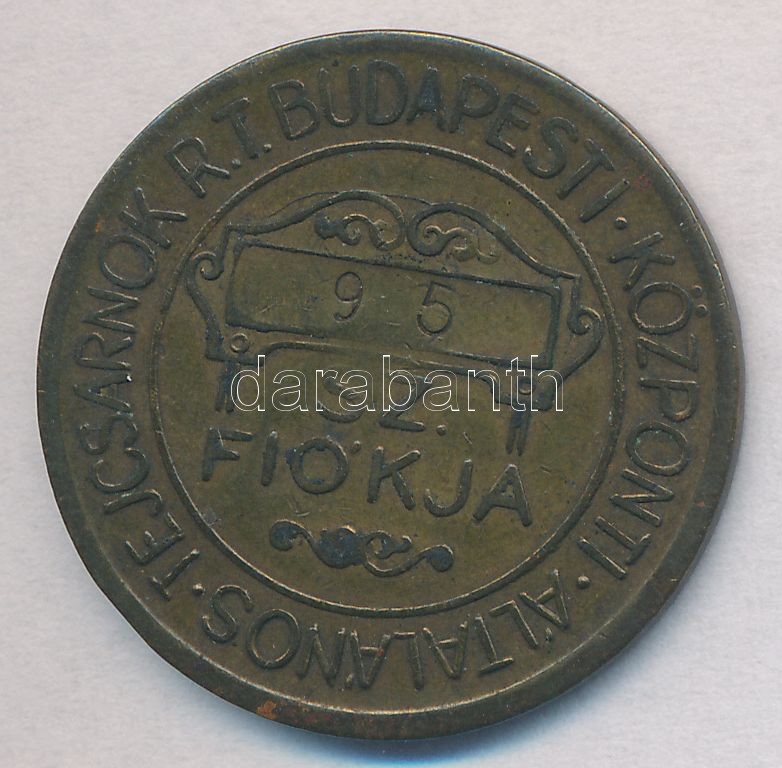 BUDAPESTI · KÖZPONTI · ÁLTALÁNOS · TEJCSARNOK R.T.
95
SZ.
FIÓKJA
darabanth